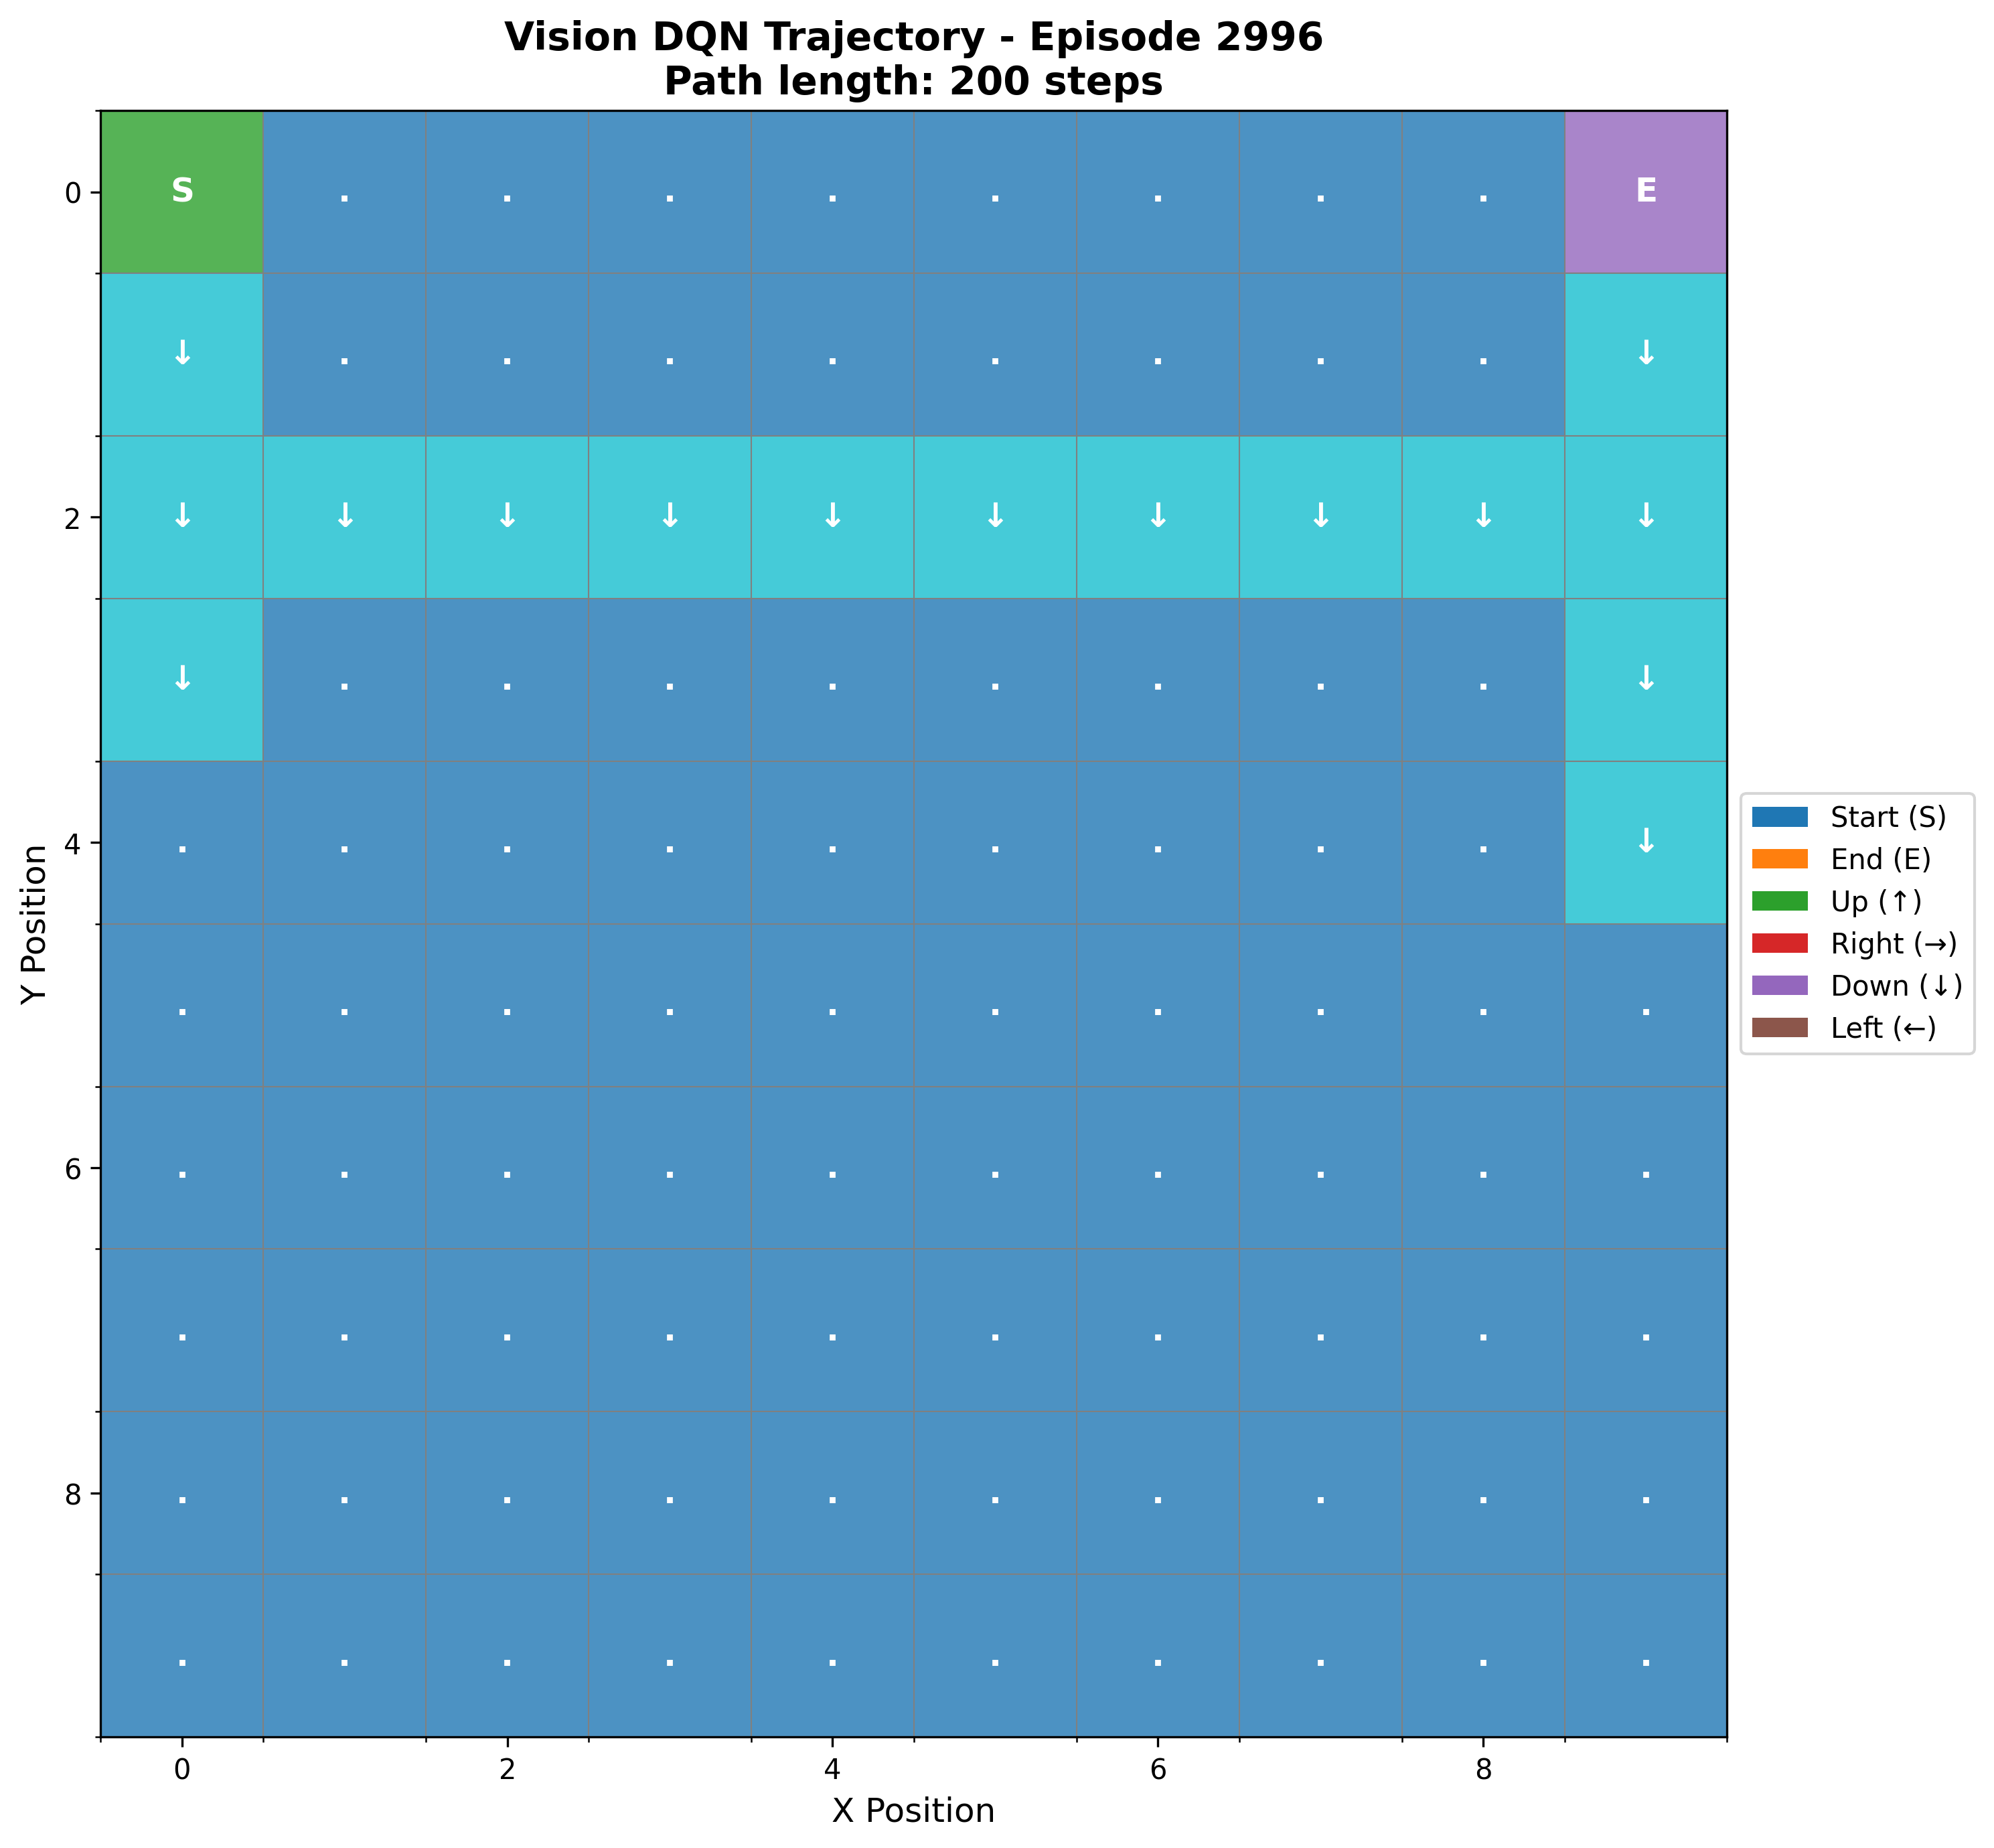 Vision DQN Trajectory - Episode 2996
Path length: 200 steps
0 S . . . . . . . . E
↓ . . . . . . . . ↓
2 ↓ ↓ ↓ ↓ ↓ ↓ ↓ ↓ ↓ ↓
↓ . . . . . . . . ↓
4 . . . . . . . . . ↓
. . . . . . . . . .
6 . . . . . . . . . .
. . . . . . . . . .
8 . . . . . . . . . .
. . . . . . . . . .
0 2 4 6 8
X Position
Y Position
Start (S)
End (E)
Up (↑)
Right (→)
Down (↓)
Left (←)